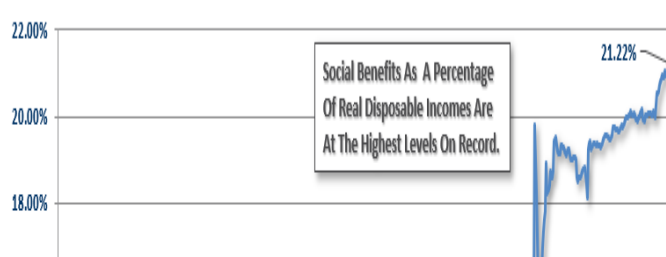 22.00%
21.22%
Social Benefits As A Percentage
Of Real Disposable Incomes Are
At The Highest Levels On Record.
20.00%
18.00%